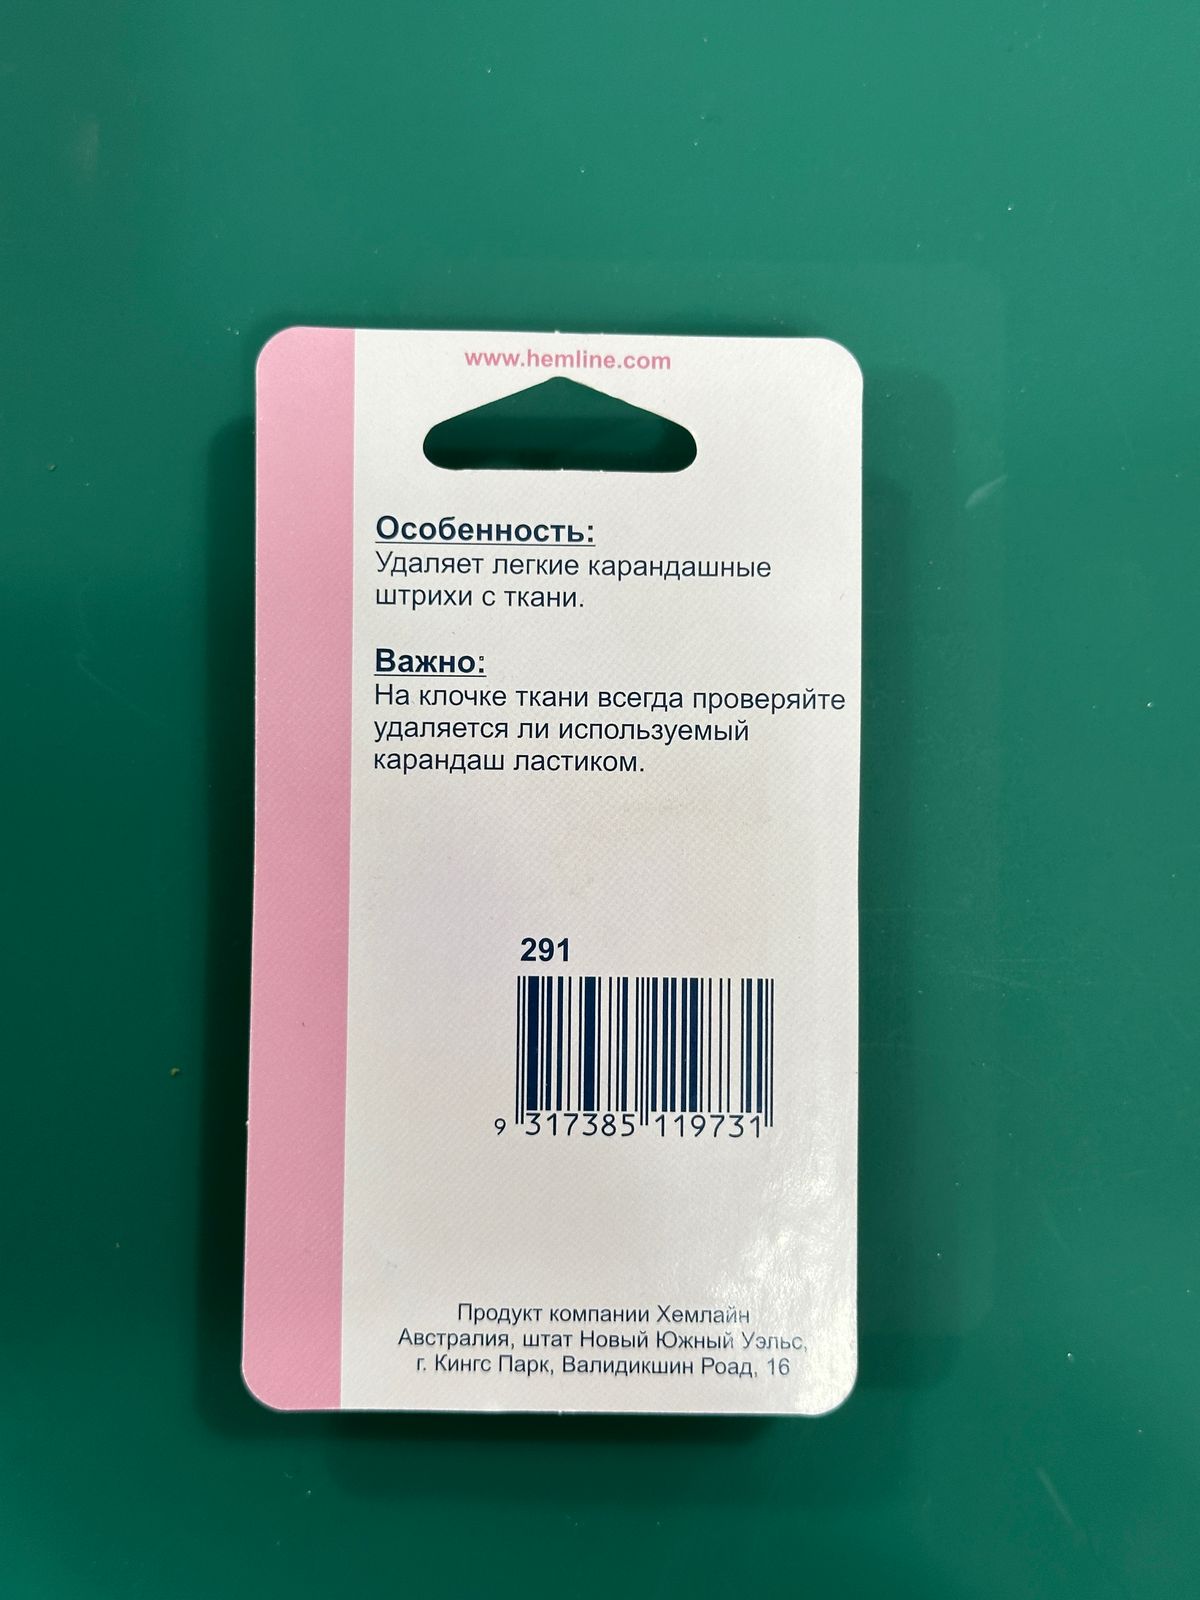 www.hemline.com
Особенность:
Удаляет легкие карандашные
штрихи с ткани.
Важно:
На клочке ткани всегда проверяйте
удаляется ли используемый
карандаш ластиком.
291
9 317385 119731
Продукт компании Хемлайн
Австралия, штат Новый Южный Уэльс,
г. Кингс Парк, Валидикшин Роад, 16